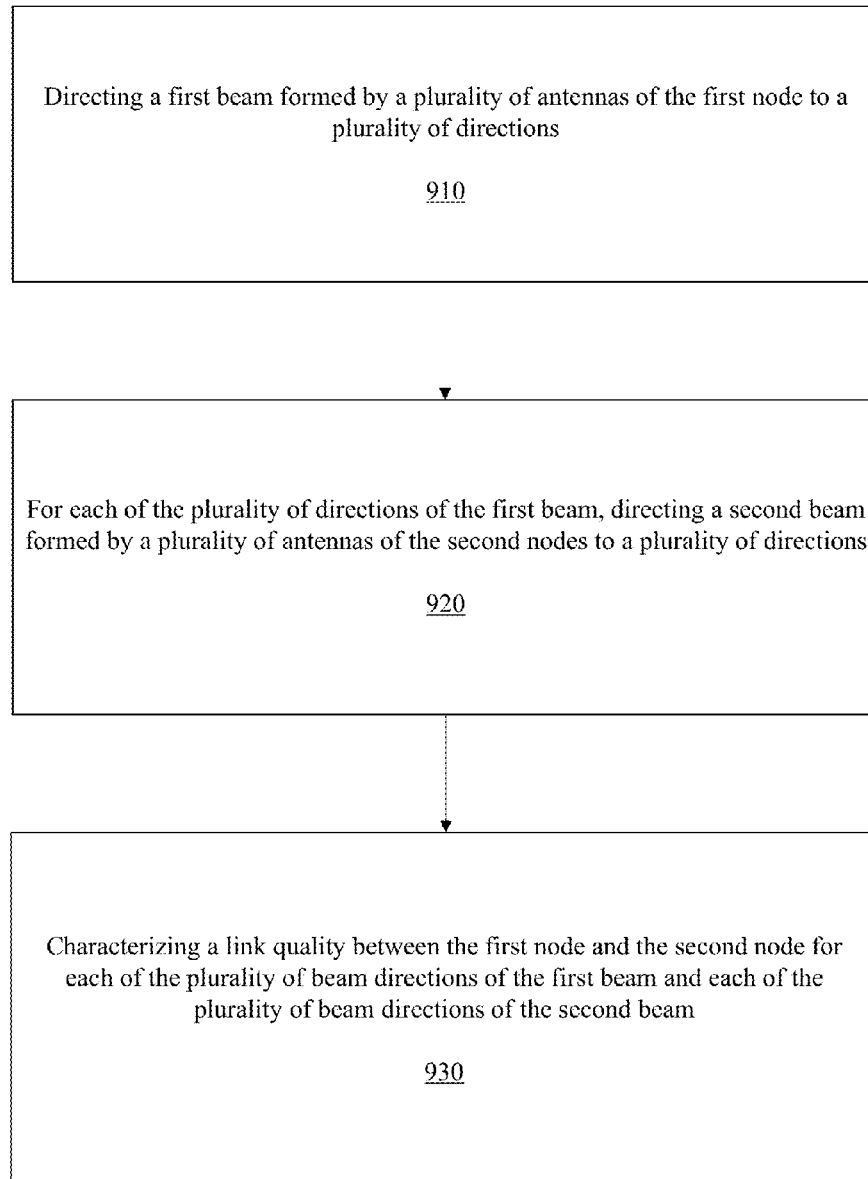 Directing a first beam formed by a plurality of antennas of the first node to a
plurality of directions
910
For each of the plurality of directions of the first beam, directing a second beam
formed by a plurality of antennas of the second nodes to a plurality of directions
920
Characterizing a link quality between the first node and the second node for
each of the plurality of beam directions of the first beam and each of the
plurality of beam directions of the second beam
930